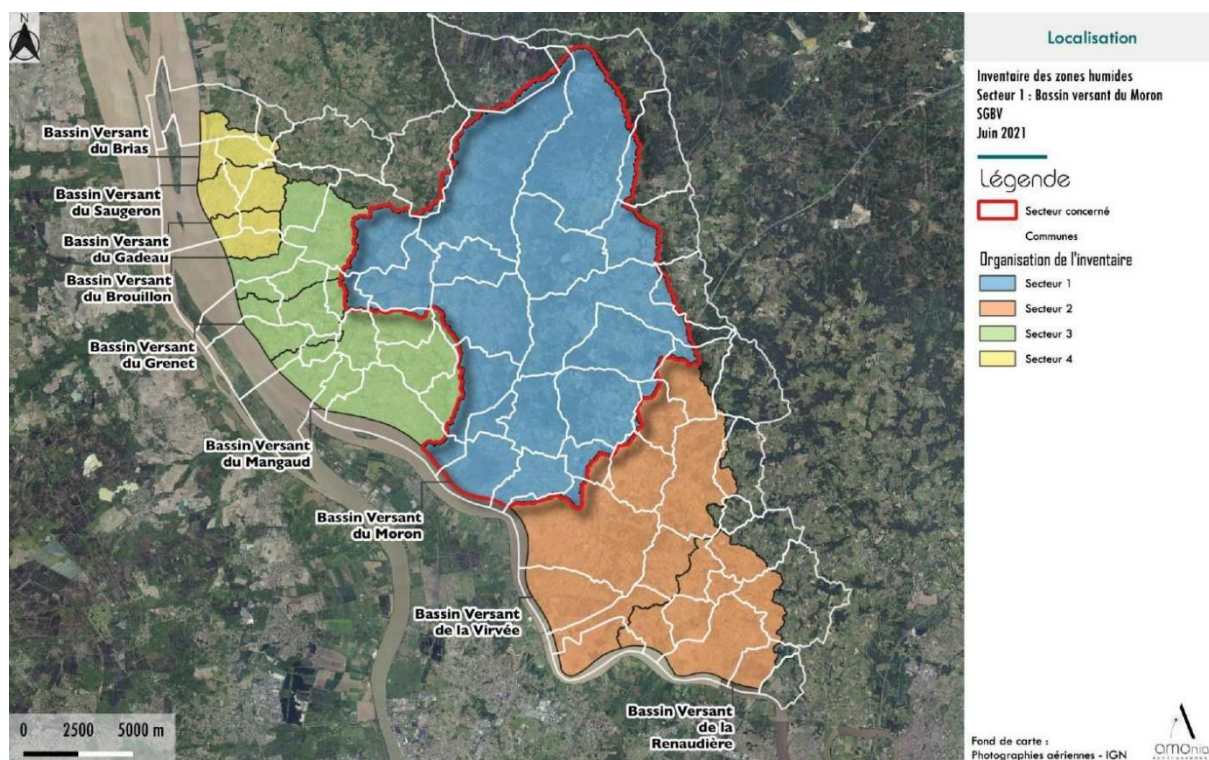 N
Bassin Versant
du Brias
Bassin Versant
du Saugeron
Bassin Versant
du Gadeau
Bassin Versant
du Brouillon
Bassin Versant
du Grenet
Bassin Versant
du Mangaud
Bassin Versant
du Moron
Bassin Versant
de la Virvée
Bassin Versant
de la
Renaudière
0 2500 5000 m
Localisation
Inventaire des zones humides
Secteur 1 : Bassin versant du Moron
SGBV
Juin 2021
Légende
Secteur concerné
Communes
Organisation de l'inventaire
Secteur 1
Secteur 2
Secteur 3
Secteur 4
Fond de carte :
Photographies aériennes - IGN
amonia